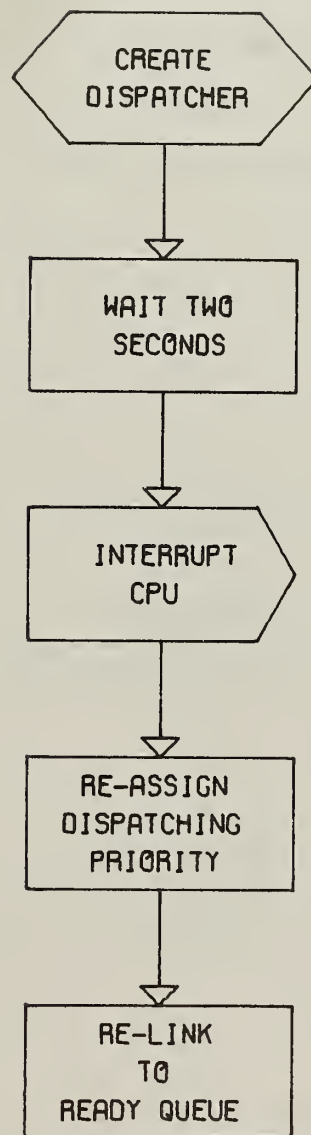 CREATE
DISPATCHER
WAIT TWO
SECONDS
INTERRUPT
CPU
RE-ASSIGN
DISPATCHING
PRIORITY
RE-LINK
TO
READY QUEUE